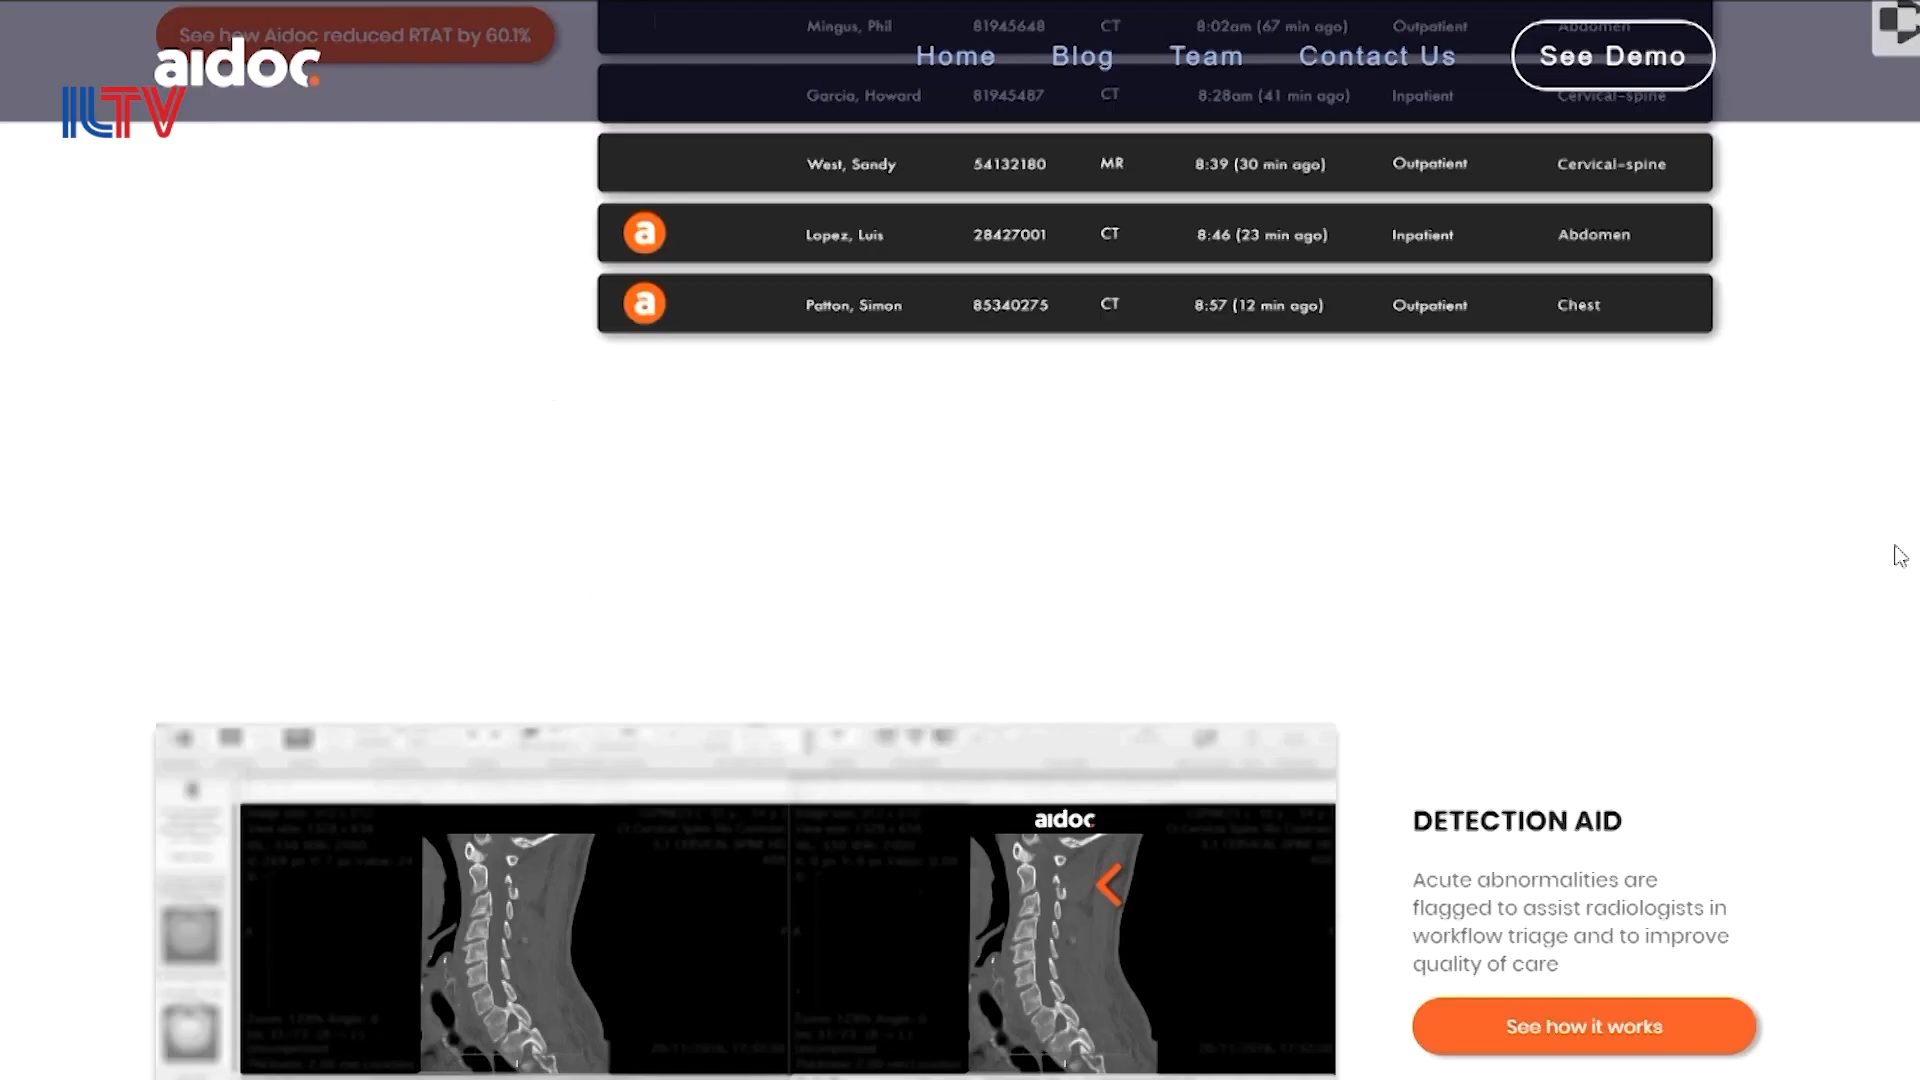 See how Aidoc reduced RTAT by 60.1%
aidoc.
ILTV
Home Blog Team Contact Us See Demo
Mingus, Phil 81945648 CT 8:02am (67 min ago) Outpatient Abdomen
Garcia, Howard 81945487 CT 8:28am (41 min ago) Inpatient Cervical-spine
West, Sandy 54132180 MR 8:39 (30 min ago) Outpatient Cervical-spine
a Lopez, Luis 28427001 CT 8:46 (23 min ago) Inpatient Abdomen
a Patton, Simon 85340275 CT 8:57 (12 min ago) Outpatient Chest
aidoc.
DETECTION AID
Acute abnormalities are
flagged to assist radiologists in
workflow triage and to improve
quality of care
See how it works